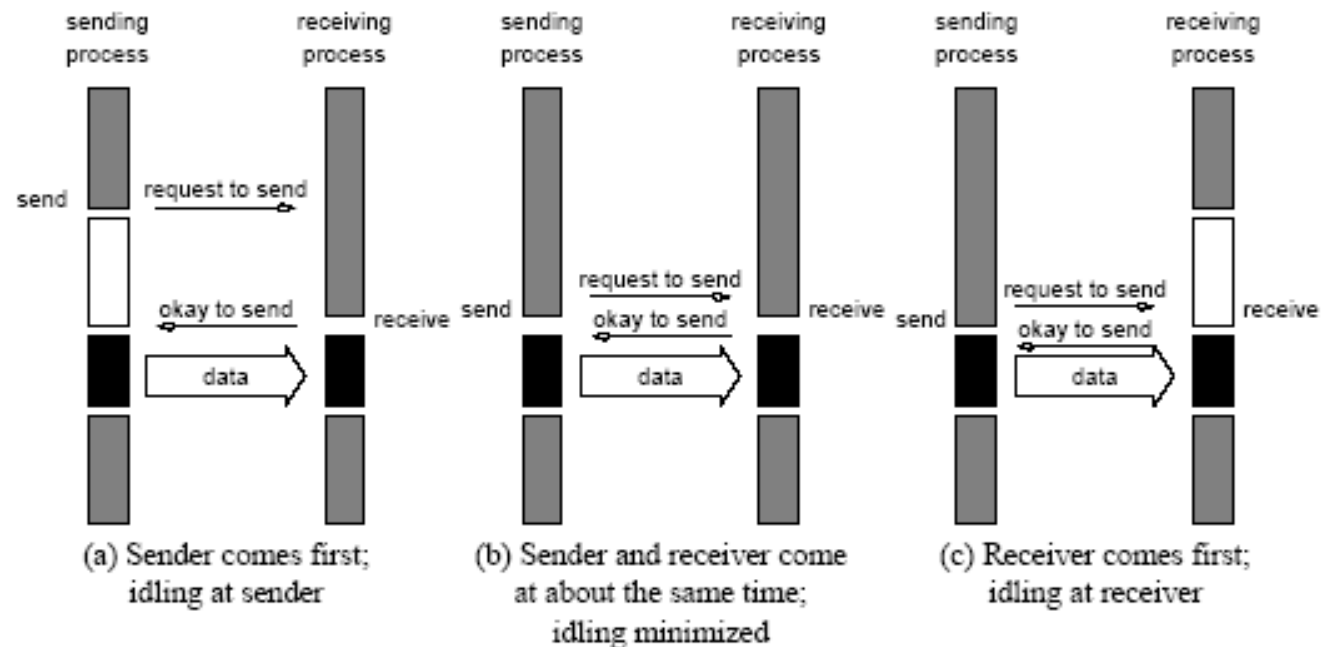 sending
process
receiving
process
send
request to send
okay to send
receive
data
(a) Sender comes first;
idling at sender
sending
process
receiving
process
request to send
send
okay to send
receive
data
(b) Sender and receiver come
at about the same time;
idling minimized
sending
process
receiving
process
request to send
send
okay to send
receive
data
(c) Receiver comes first;
idling at receiver